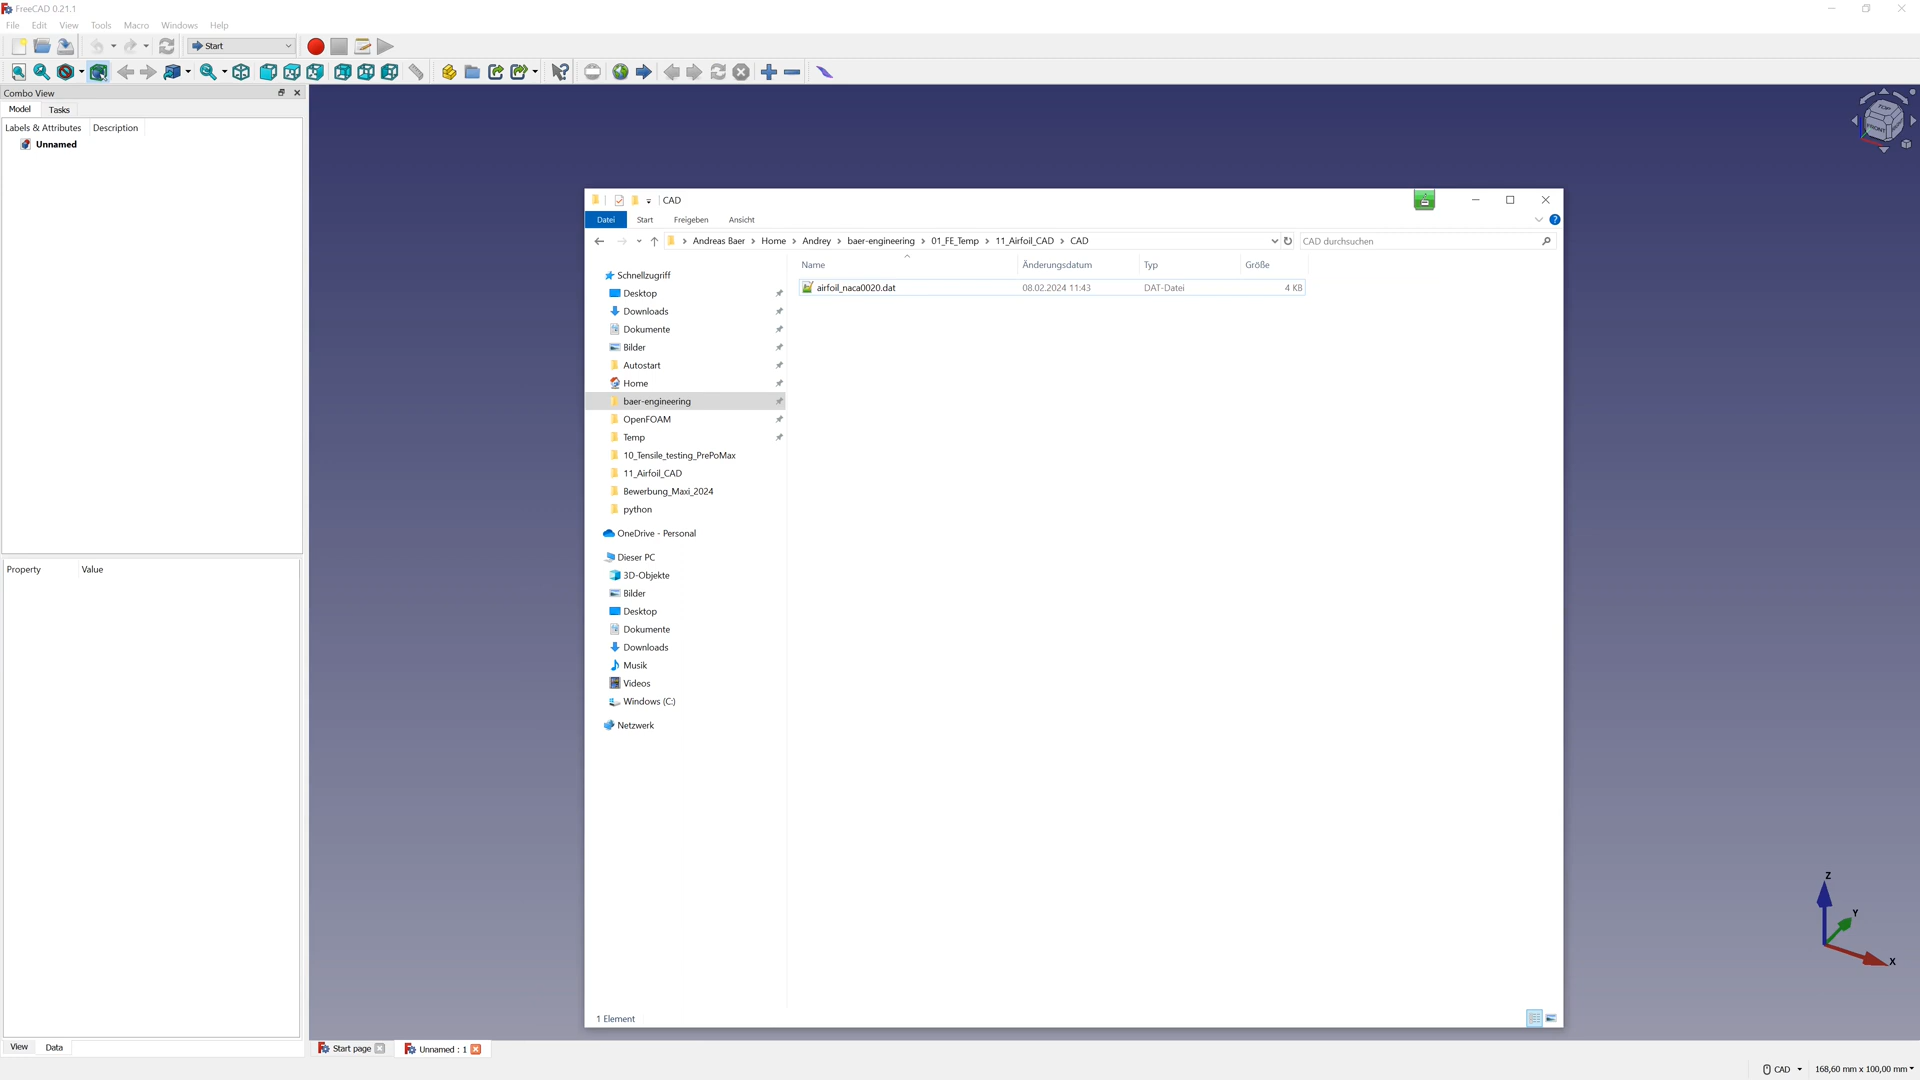 FreeCAD 0.21.1
File Edit View Tools Macro Windows Help
Start
Combo View
Model Tasks
Labels & Attributes Description
Unnamed
Property Value
View Data
CAD
Datei Start Freigeben Ansicht
Andreas Baer Home Andrey baer-engineering 01_FE_Temp 11_Airfoil_CAD CAD
CAD durchsuchen
Name Änderungsdatum Typ Größe
airfoil_naca0020.dat 08.02.2024 11:43 DAT-Datei 4 KB
Schnellzugriff
Desktop
Downloads
Dokumente
Bilder
Autostart
Home
baer-engineering
OpenFOAM
Temp
10_Tensile_testing_PrePoMax
11_Airfoil_CAD
Bewerbung_Maxi_2024
python
OneDrive - Personal
Dieser PC
3D-Objekte
Bilder
Desktop
Dokumente
Downloads
Musik
Videos
Windows (C:)
Netzwerk
1 Element
TOP
FRONT
Z
Y
X
Start page Unnamed : 1
CAD 168,60 mm x 100,00 mm